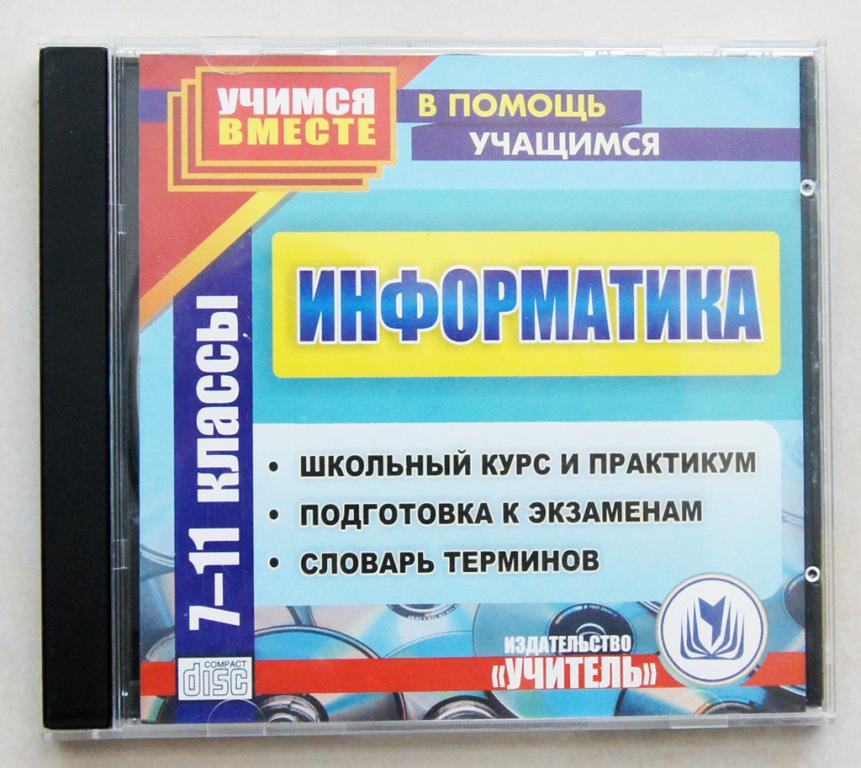 УЧИМСЯ
ВМЕСТЕ
В ПОМОЩЬ
УЧАЩИМСЯ
ИНФОРМАТИКА
7–11 классы
• ШКОЛЬНЫЙ КУРС И ПРАКТИКУМ
• ПОДГОТОВКА К ЭКЗАМЕНАМ
• СЛОВАРЬ ТЕРМИНОВ
COMPACT
disc
ИЗДАТЕЛЬСТВО
«УЧИТЕЛЬ»